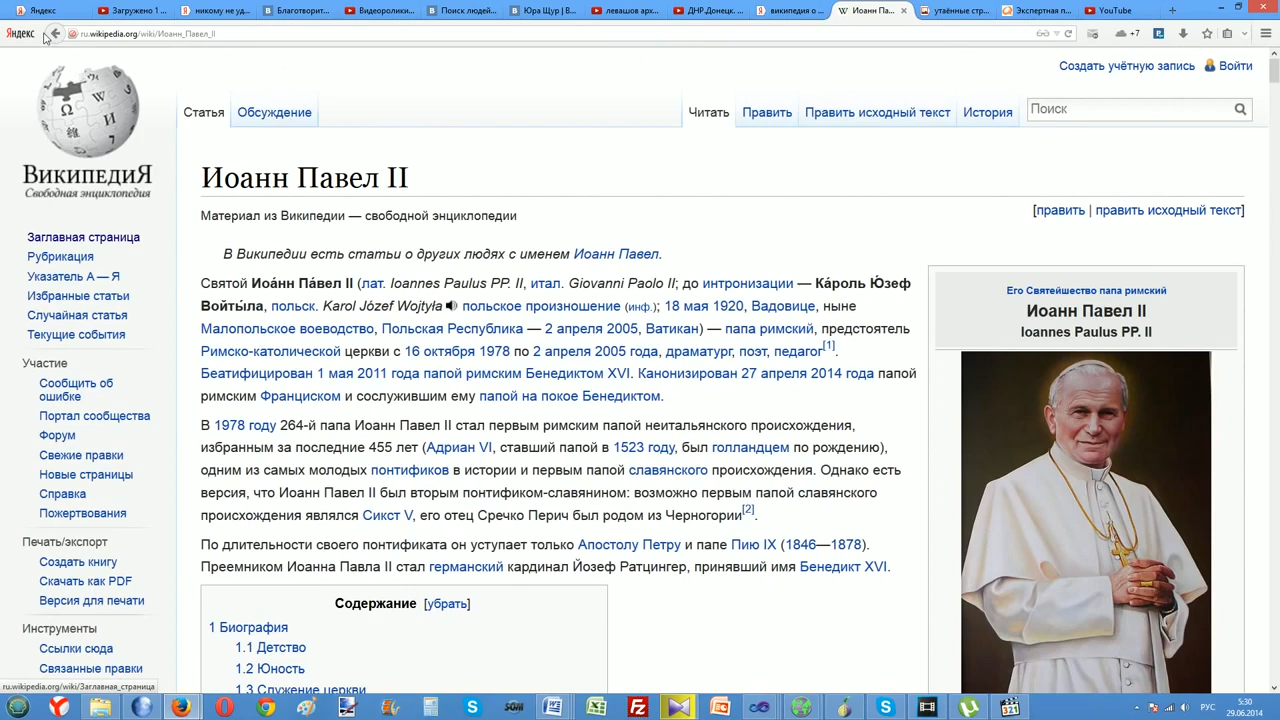 Яндекс
Загружено 1...
никому не уд...
Благотворит...
Видеоролики...
Поиск людей...
Юра Щур | В...
левашов арх...
ДНР.Донецк. ...
википедия о ...
Иоанн Па...
утаённые стр...
Экспертная п...
YouTube
Яндекс
ru.wikipedia.org/wiki/Иоанн_Павел_II
+7
Создать учётную запись
Войти
Статья
Обсуждение
Читать
Править
Править исходный текст
История
Поиск
ВИКИПЕДИЯ
Свободная энциклопедия
Заглавная страница
Рубрикация
Указатель А — Я
Избранные статьи
Случайная статья
Текущие события
Участие
Сообщить об
ошибке
Портал сообщества
Форум
Свежие правки
Новые страницы
Справка
Пожертвования
Печать/экспорт
Создать книгу
Скачать как PDF
Версия для печати
Инструменты
Ссылки сюда
Связанные правки
Иоанн Павел II
Материал из Википедии — свободной энциклопедии
[править | править исходный текст]
В Википедии есть статьи о других людях с именем Иоанн Павел.
Святой Иоа́нн Па́вел II (лат. Ioannes Paulus PP. II, итал. Giovanni Paolo II; до интронизации — Ка́роль Ю́зеф
Войты́ла, польск. Karol Józef Wojtyła польское произношение (инф.); 18 мая 1920, Вадовице, ныне
Малопольское воеводство, Польская Республика — 2 апреля 2005, Ватикан) — папа римский, предстоятель
Римско-католической церкви с 16 октября 1978 по 2 апреля 2005 года, драматург, поэт, педагог[1].
Беатифицирован 1 мая 2011 года папой римским Бенедиктом XVI. Канонизирован 27 апреля 2014 года папой
римским Франциском и сослужившим ему папой на покое Бенедиктом.
В 1978 году 264-й папа Иоанн Павел II стал первым римским папой неитальянского происхождения,
избранным за последние 455 лет (Адриан VI, ставший папой в 1523 году, был голландцем по рождению),
одним из самых молодых понтификов в истории и первым папой славянского происхождения. Однако есть
версия, что Иоанн Павел II был вторым понтификом-славянином: возможно первым папой славянского
происхождения являлся Сикст V, его отец Сречко Перич был родом из Черногории[2].
По длительности своего понтификата он уступает только Апостолу Петру и папе Пию IX (1846—1878).
Преемником Иоанна Павла II стал германский кардинал Йозеф Ратцингер, принявший имя Бенедикт XVI.
Содержание [убрать]
1 Биография
1.1 Детство
1.2 Юность
1.3 Служение церкви
Его Святейшество папа римский
Иоанн Павел II
Ioannes Paulus PP. II
ru.wikipedia.org/wiki/Заглавная_страница
SGM
321
РУС
5:30
29.06.2014